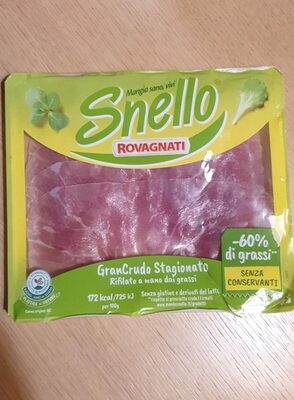 Mangia sano, vivi
Snello
ROVAGNATI
-60%
di grassi**
SENZA
CONSERVANTI
GranCrudo Stagionato
Rifilato a mano dai grassi
172 kcal/725 kJ
per 100g
Senza glutine e derivati del latte